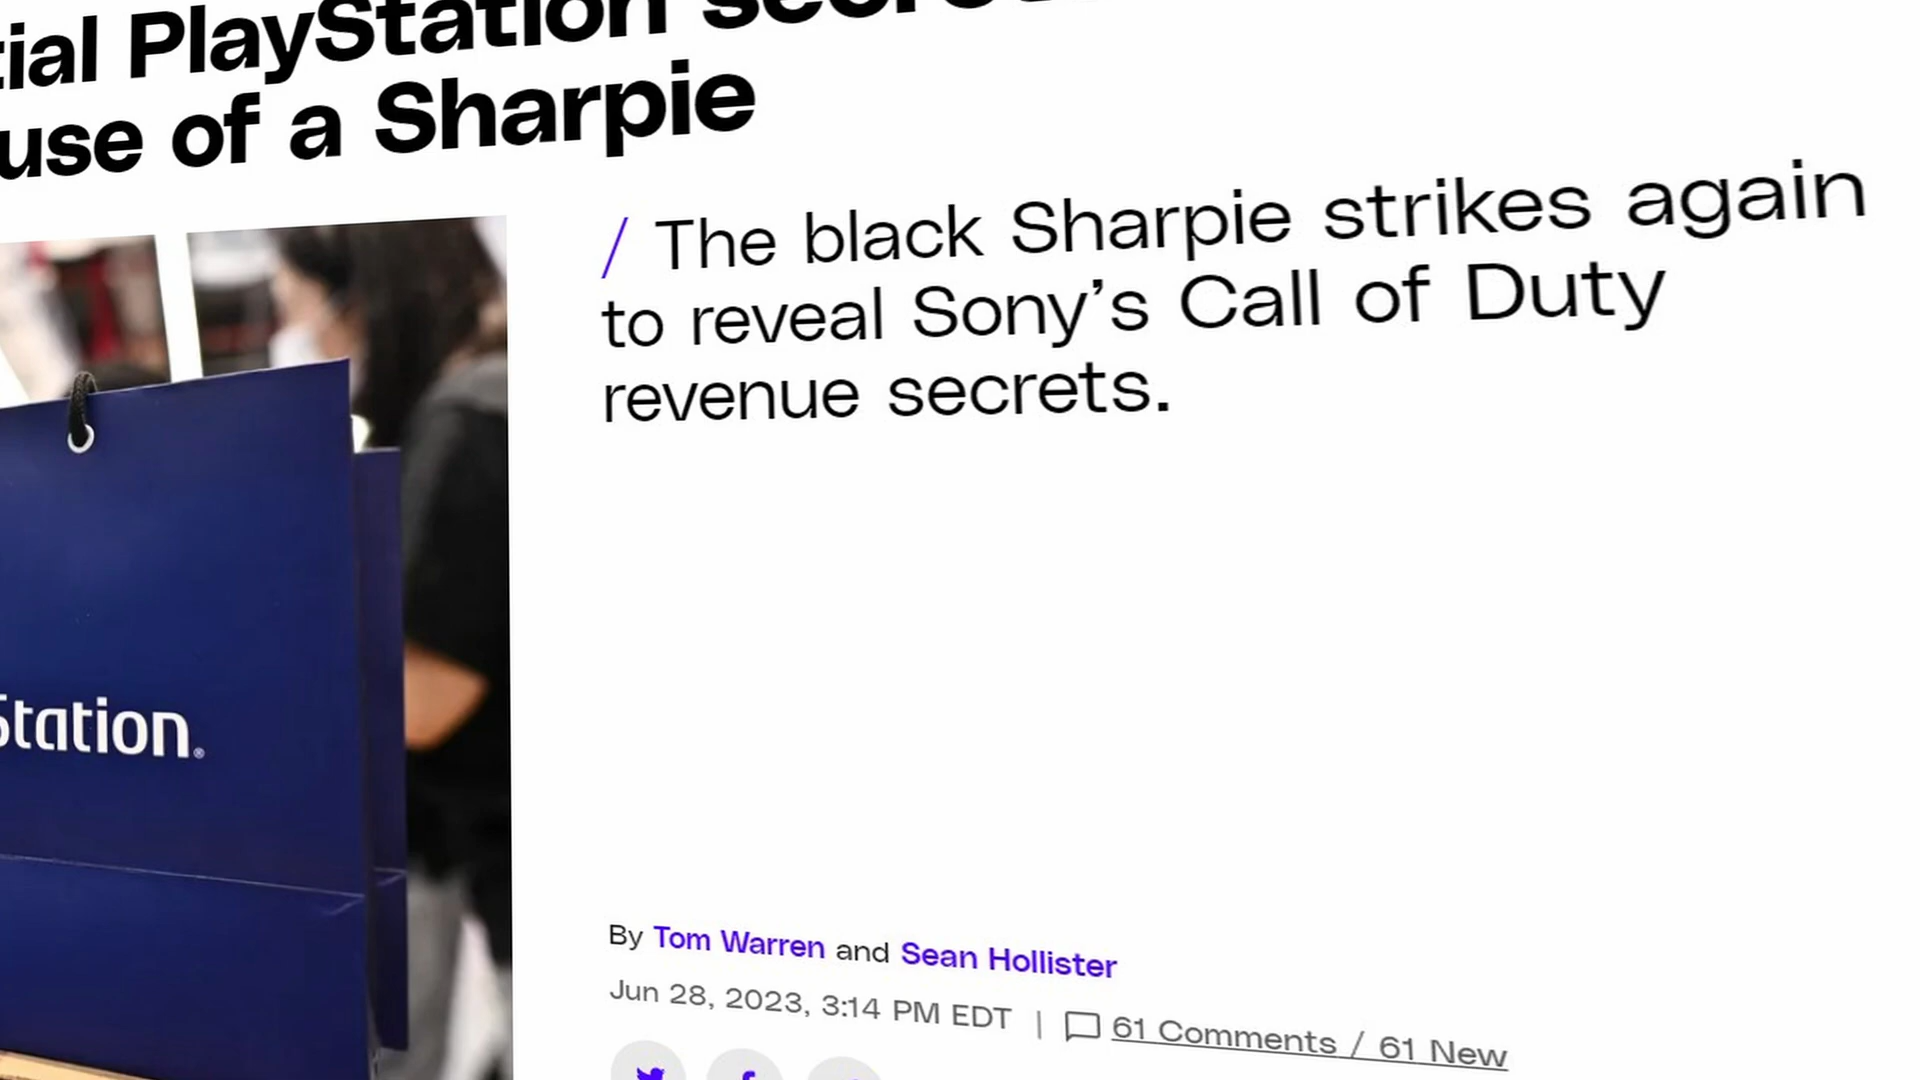 tial PlayStation
use of a Sharpie
/ The black Sharpie strikes again
to reveal Sony's Call of Duty
revenue secrets.
Station.
By Tom Warren and Sean Hollister
Jun 28, 2023, 3:14 PM EDT | 61 Comments / 61 New